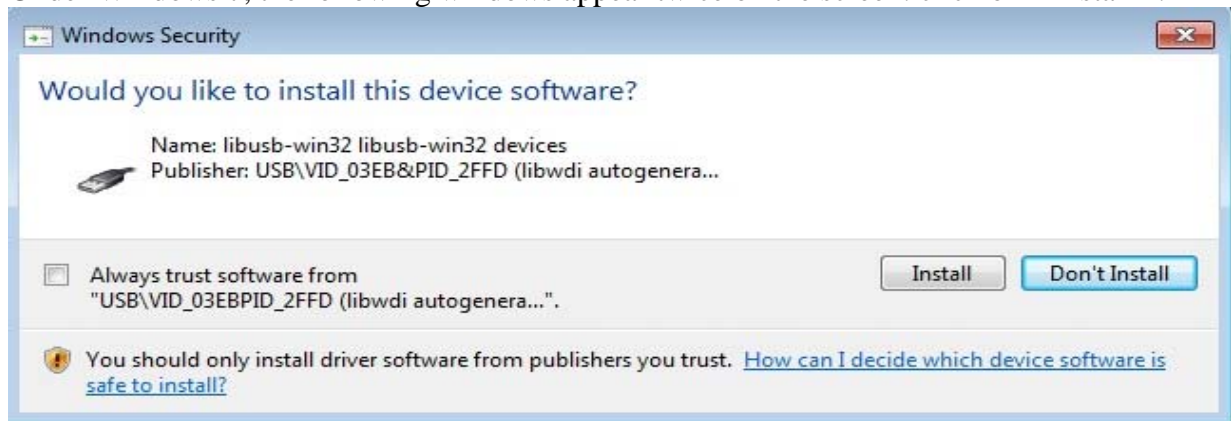 Windows Security
Would you like to install this device software?
Name: libusb-win32 libusb-win32 devices
Publisher: USB\VID_03EB&PID_2FFD (libwdi autogenera...
Always trust software from
"USB\VID_03EBPID_2FFD (libwdi autogenera...".
Install
Don't Install
You should only install driver software from publishers you trust. How can I decide which device software is
safe to install?